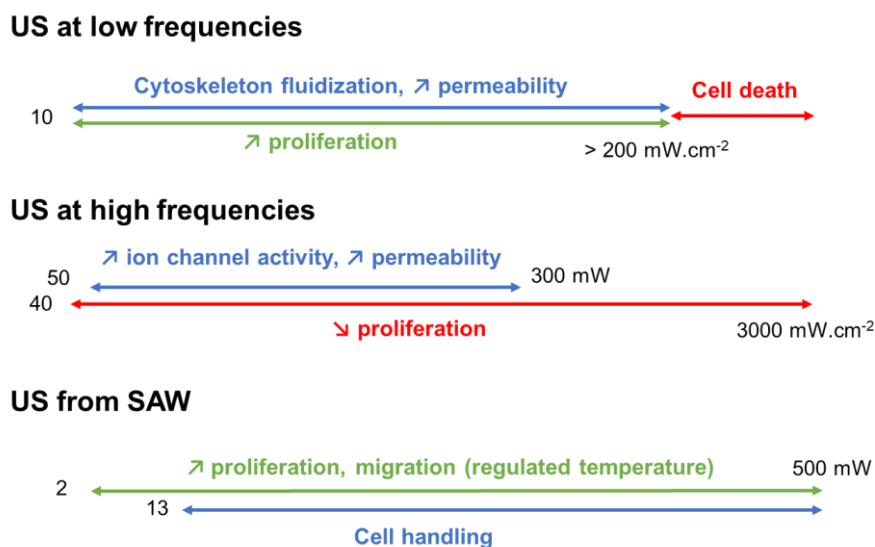 US at low frequencies
Cytoskeleton fluidization, ↗ permeability
Cell death
10
↗ proliferation
> 200 mW.cm⁻²
US at high frequencies
↗ ion channel activity, ↗ permeability
50
300 mW
40
↘ proliferation
3000 mW.cm⁻²
US from SAW
↗ proliferation, migration (regulated temperature)
500 mW
2
13
Cell handling